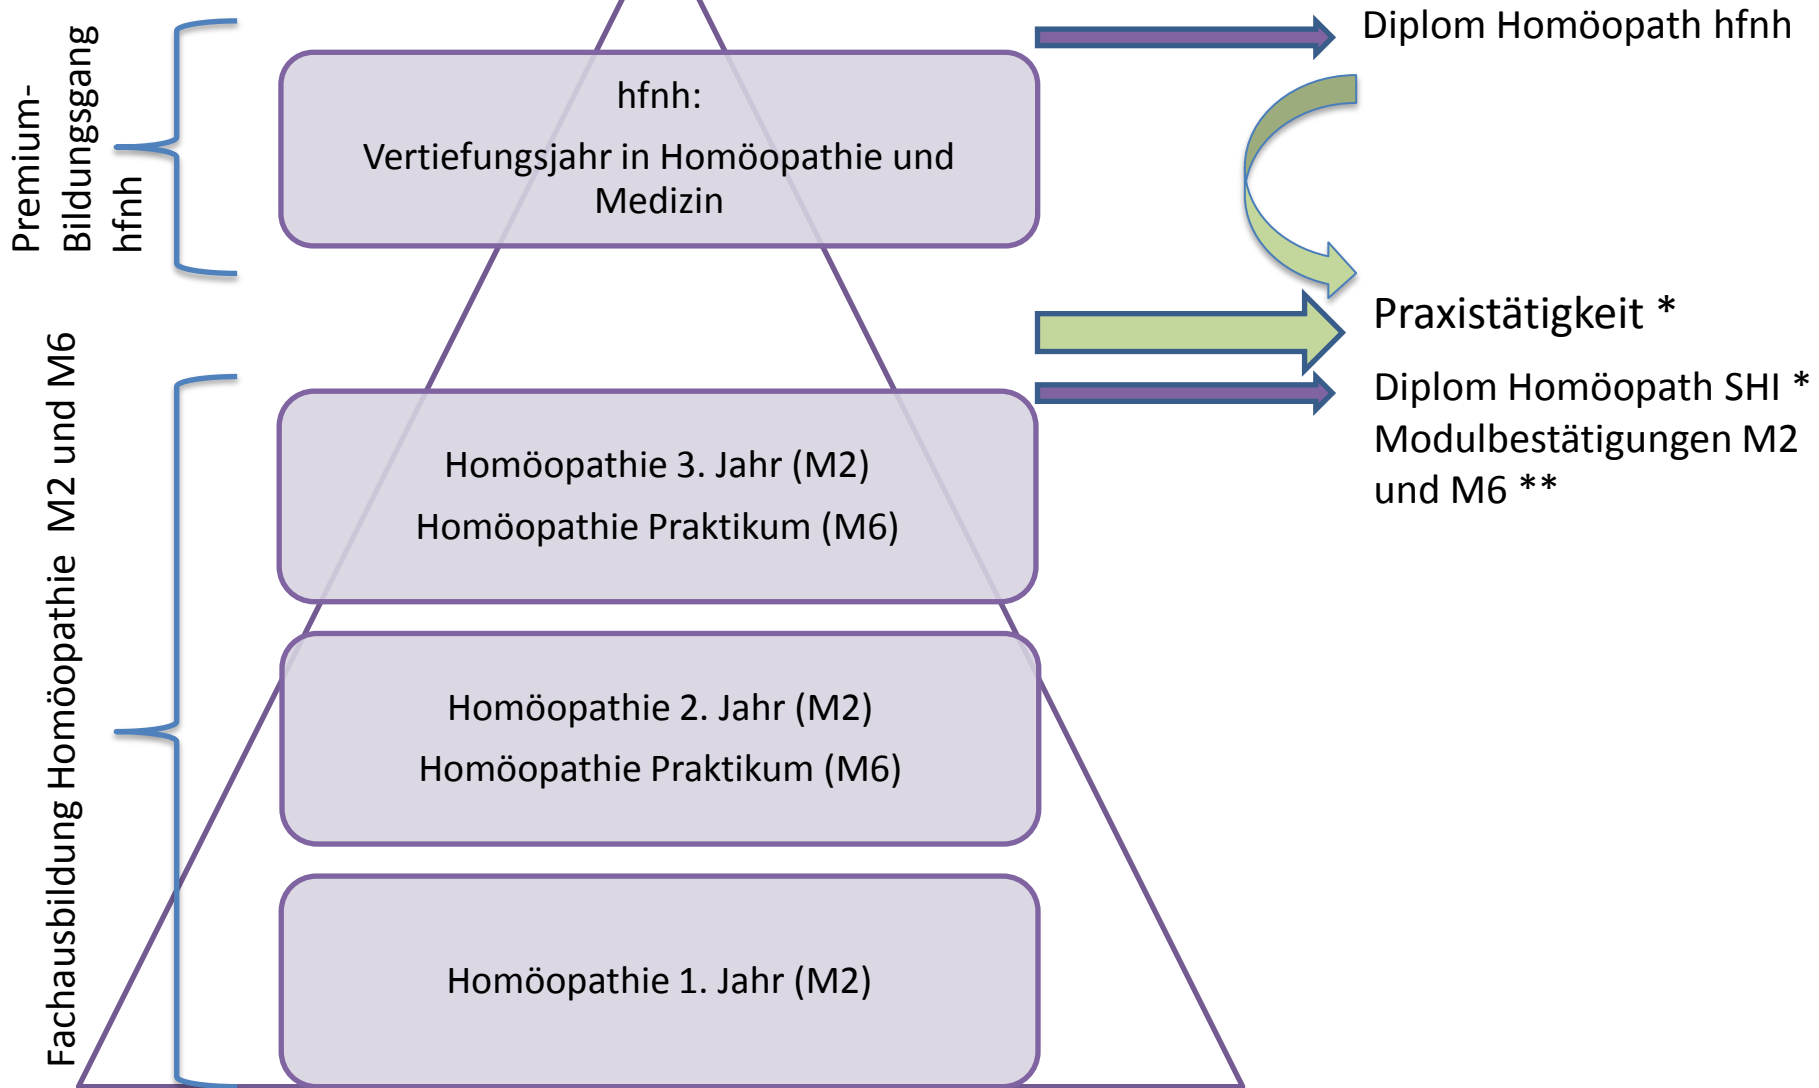 Premium-
Bildungsgang
hfnh
hfnh:
Vertiefungsjahr in Homöopathie und
Medizin
Diplom Homöopath hfnh
Praxistätigkeit *
Diplom Homöopath SHI *
Modulbestätigungen M2
und M6 **
Fachausbildung Homöopathie M2 und M6
Homöopathie 3. Jahr (M2)
Homöopathie Praktikum (M6)
Homöopathie 2. Jahr (M2)
Homöopathie Praktikum (M6)
Homöopathie 1. Jahr (M2)